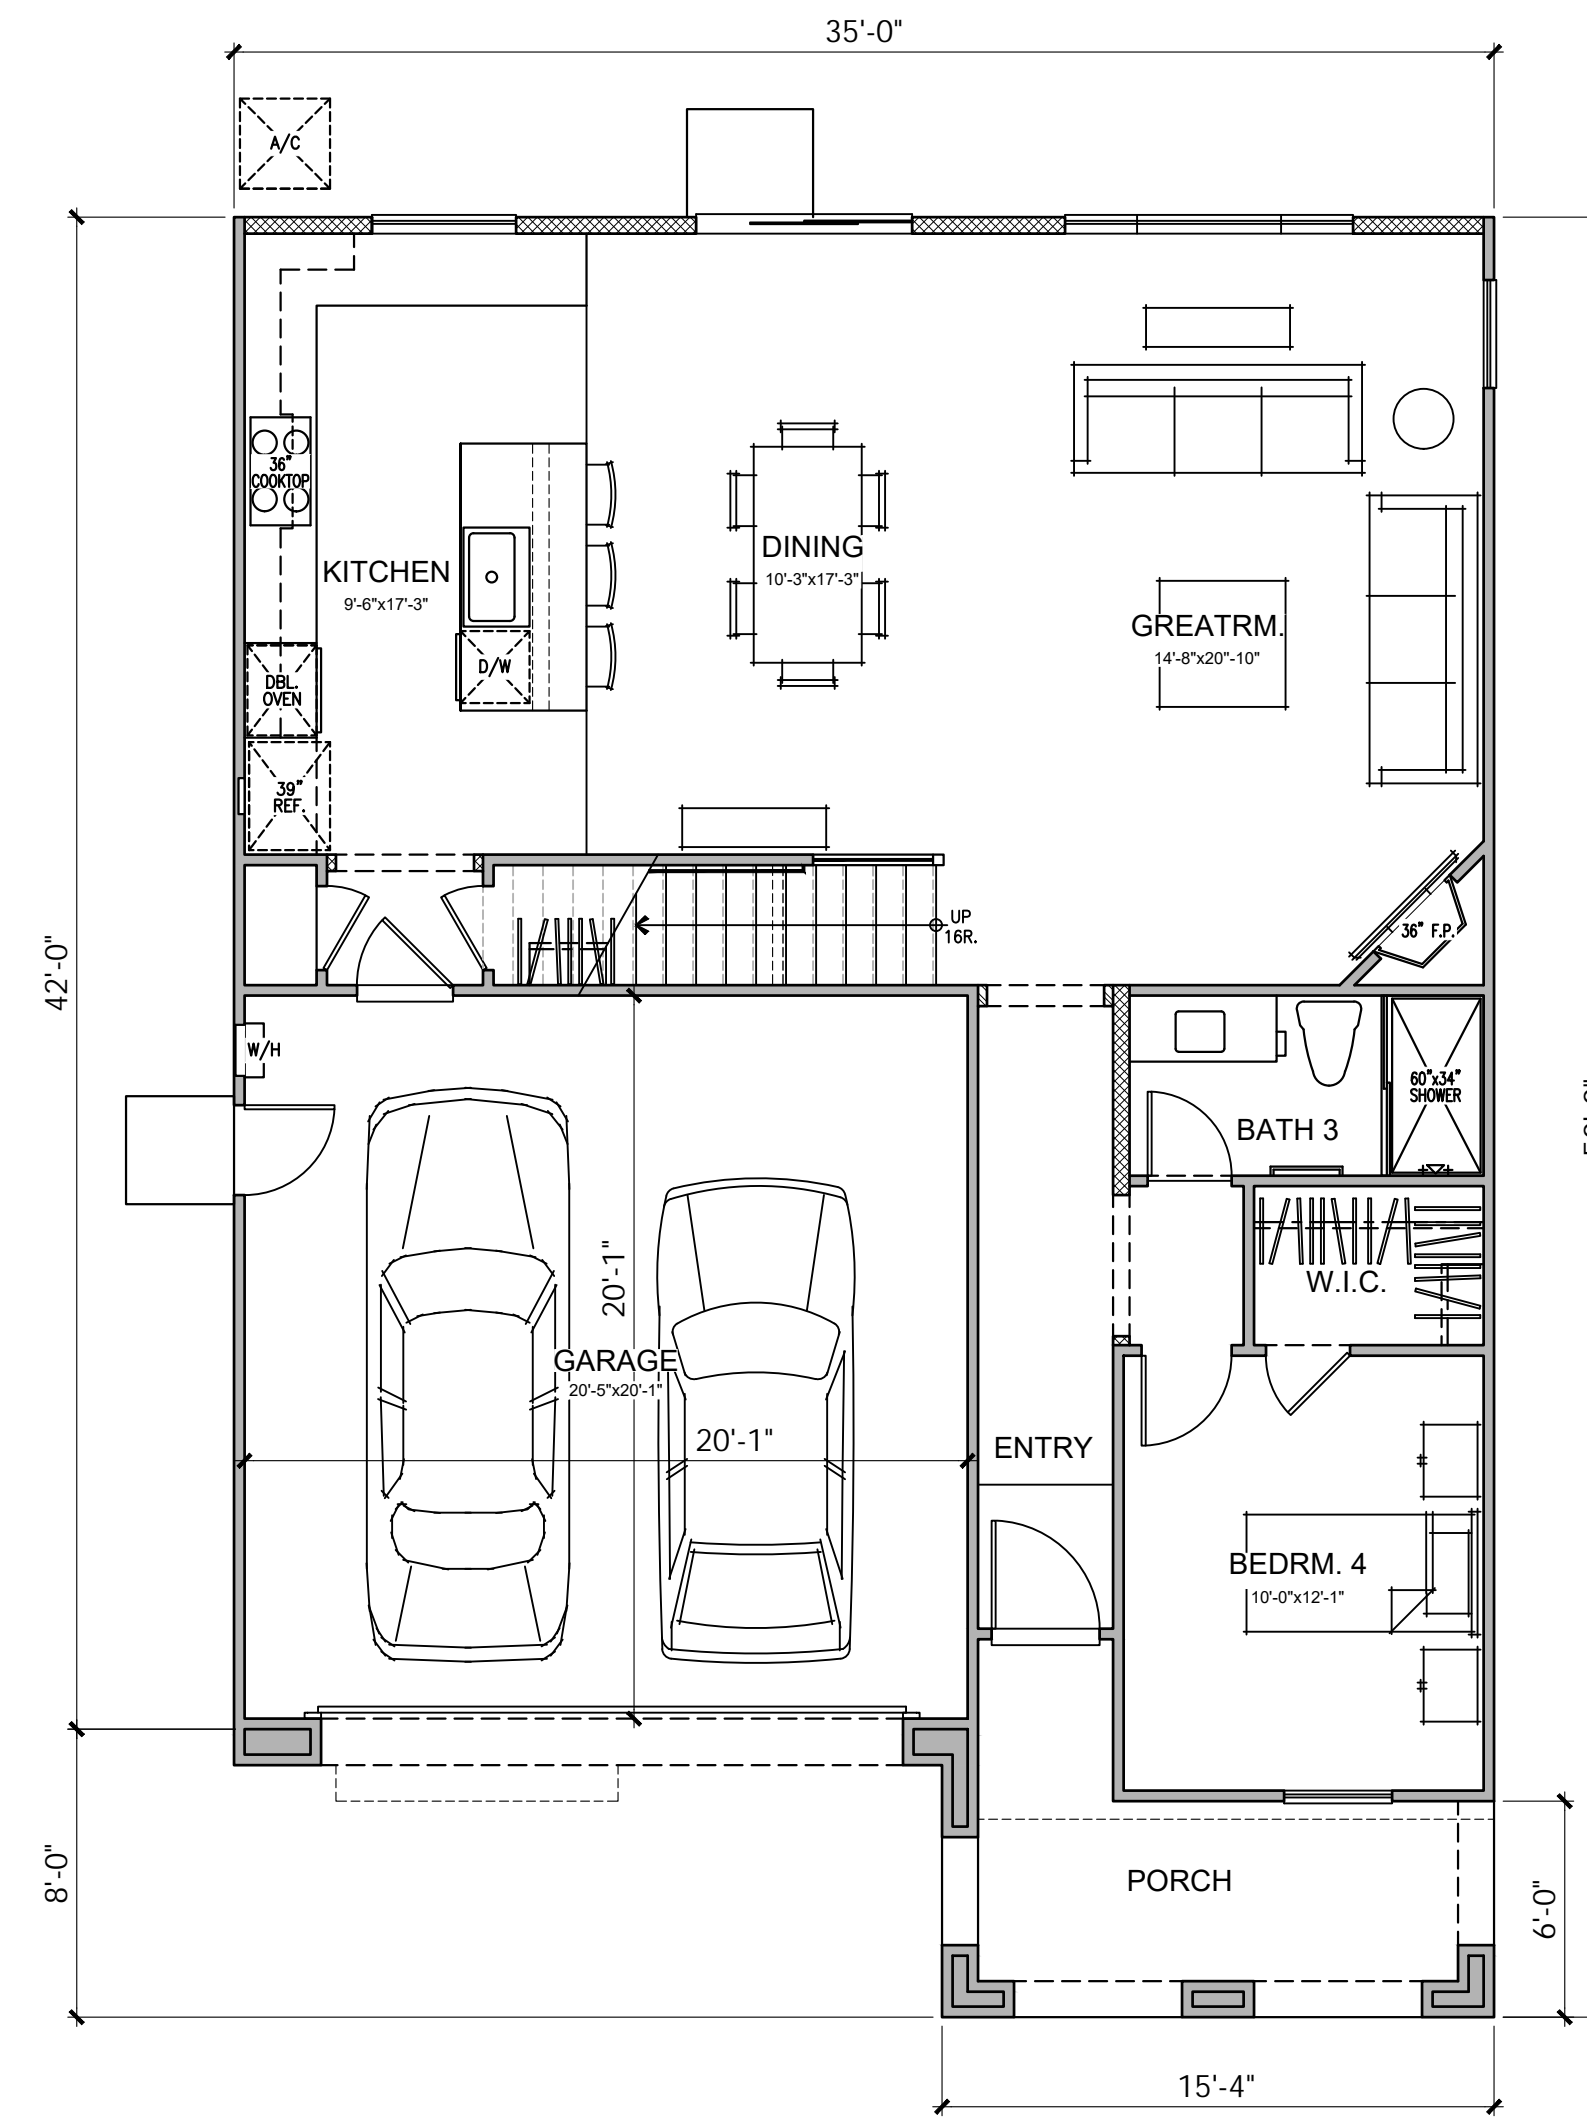 35'-0"
A/C
36"
COOKTOP
KITCHEN
9'-6"x17'-3"
DINING
10'-3"x17'-3"
GREATRM.
14'-8"x20"-10"
D/W
DBL.
OVEN
39"
REF.
UP
16R.
36" F.P.
42'-0"
W/H
60"x34"
SHOWER
BATH 3
W.I.C.
20'-1"
GARAGE
20'-5"x20'-1"
20'-1"
ENTRY
BEDRM. 4
10'-0"x12'-1"
8'-0"
PORCH
6'-0"
15'-4"